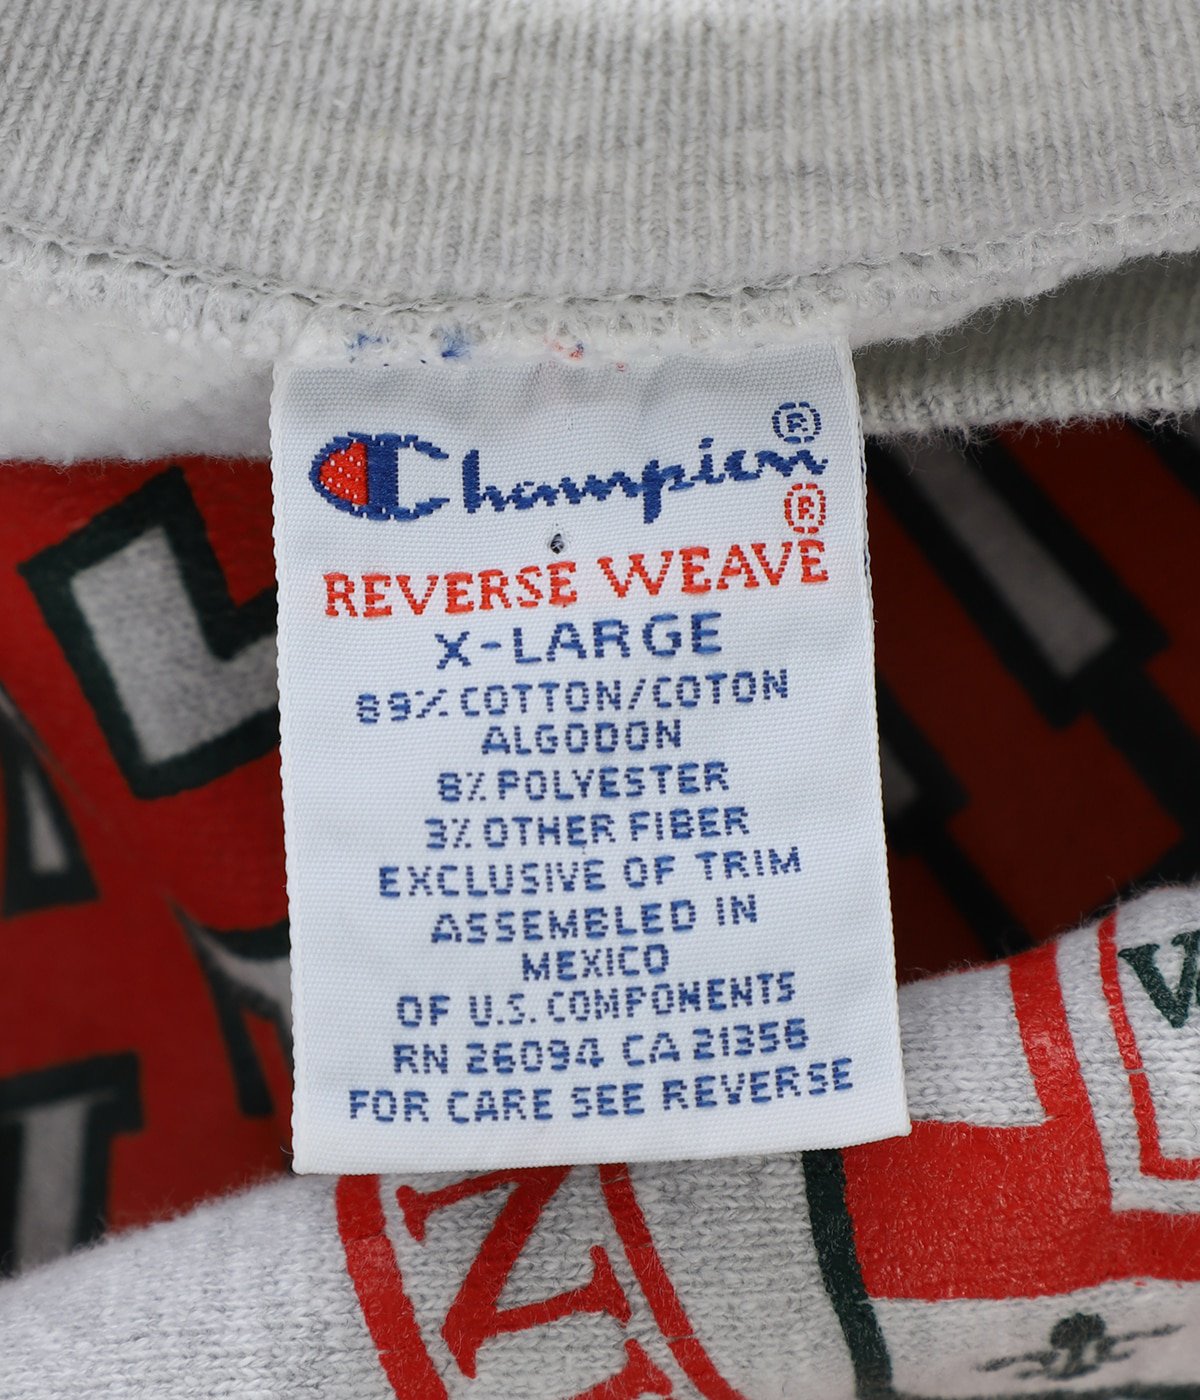 Champion®
®
REVERSE WEAVE
X-LARGE
89% COTTON/COTON
ALGODON
8% POLYESTER
3% OTHER FIBER
EXCLUSIVE OF TRIM
ASSEMBLED IN
MEXICO
OF U.S. COMPONENTS
RN 26094 CA 21356
FOR CARE SEE REVERSE